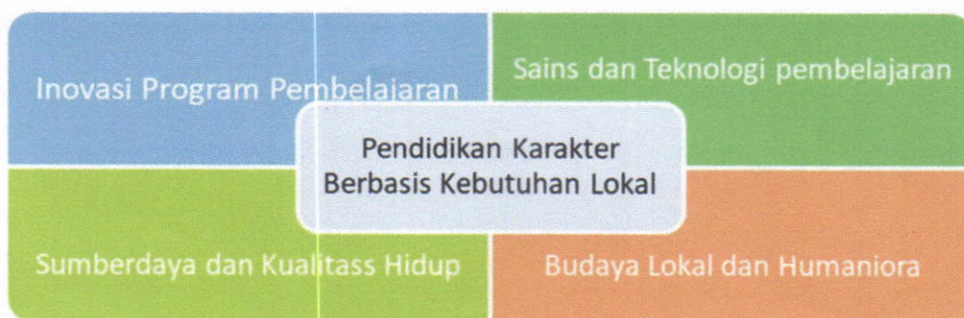 Inovasi Program Pembelajaran
Sains dan Teknologi pembelajaran
Pendidikan Karakter
Berbasis Kebutuhan Lokal
Sumberdaya dan Kualitass Hidup
Budaya Lokal dan Humaniora